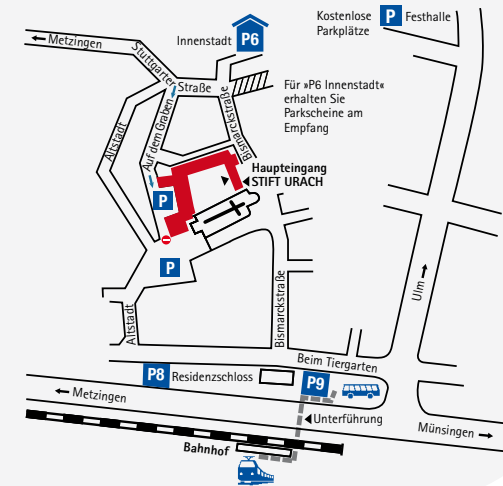 Kostenlose
Parkplätze
P
Festhalle
Metzingen
Innenstadt
P6
Stuttgarter
Straße
Für »P6 Innenstadt«
erhalten Sie
Parkscheine am
Empfang
Altstadt
Auf dem Graben
Bismarckstraße
Haupteingang
STIFT URACH
P
P
Altstadt
Bismarckstraße
Ulm
Beim Tiergarten
P8
Residenzschloss
P9
Metzingen
Unterführung
Münsingen
Bahnhof